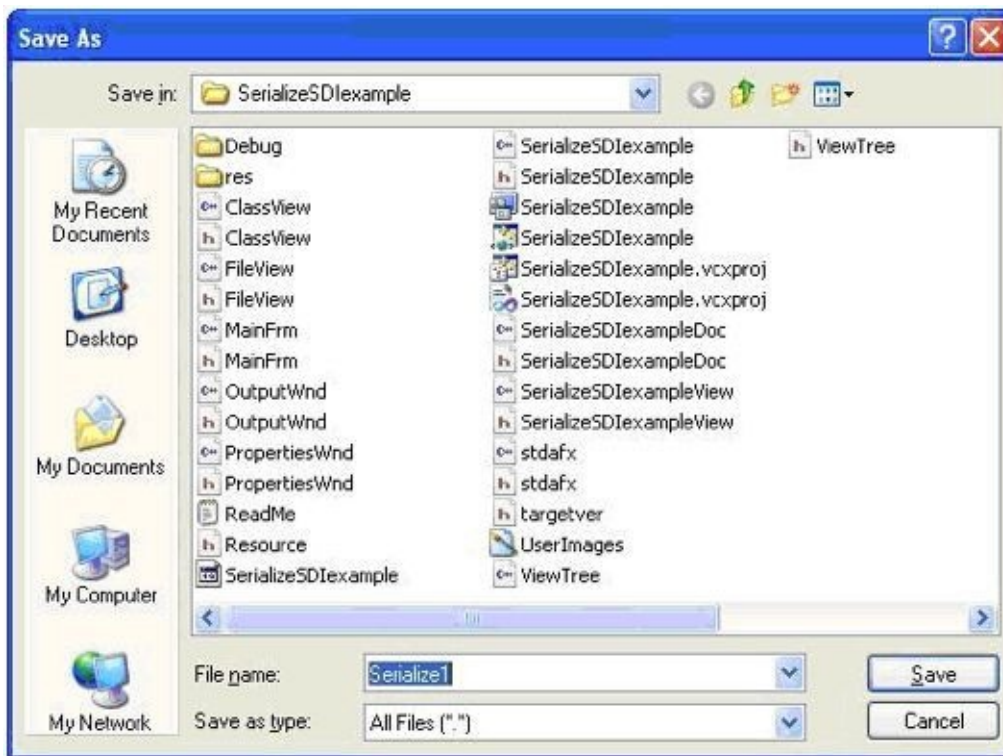 Save As
Save in:
SerializeSDIexample
My Recent
Documents
Desktop
My Documents
My Computer
My Network
Debug
res
ClassView
ClassView
FileView
FileView
MainFrm
MainFrm
OutputWnd
OutputWnd
PropertiesWnd
PropertiesWnd
ReadMe
Resource
SerializeSDIexample
SerializeSDIexample
SerializeSDIexample
SerializeSDIexample
SerializeSDIexample
SerializeSDIexample.vcxproj
SerializeSDIexample.vcxproj
SerializeSDIexampleDoc
SerializeSDIexampleDoc
SerializeSDIexampleView
SerializeSDIexampleView
stdafx
stdafx
targetver
UserImages
ViewTree
ViewTree
File name:
Serialize1
Save
Save as type:
All Files (".")
Cancel